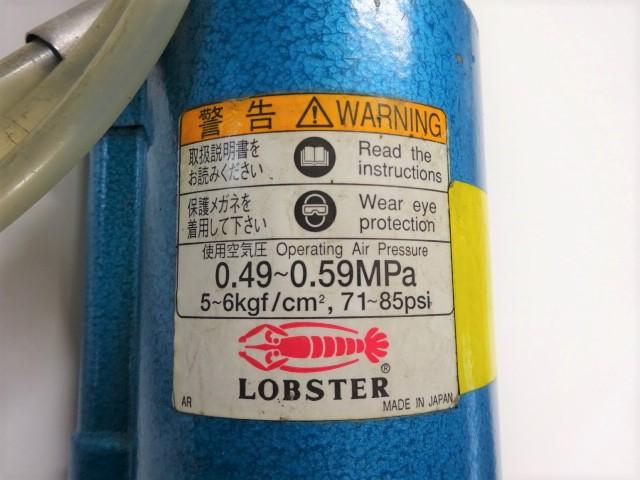 警告 ⚠ WARNING
取扱説明書を
お読みください
Read the
instructions
保護メガネを
着用して下さい
Wear eye
protection
使用空気圧 Operating Air Pressure
0.49~0.59MPa
5~6kgf/cm², 71~85psi
®
LOBSTER
AR
MADE IN JAPAN